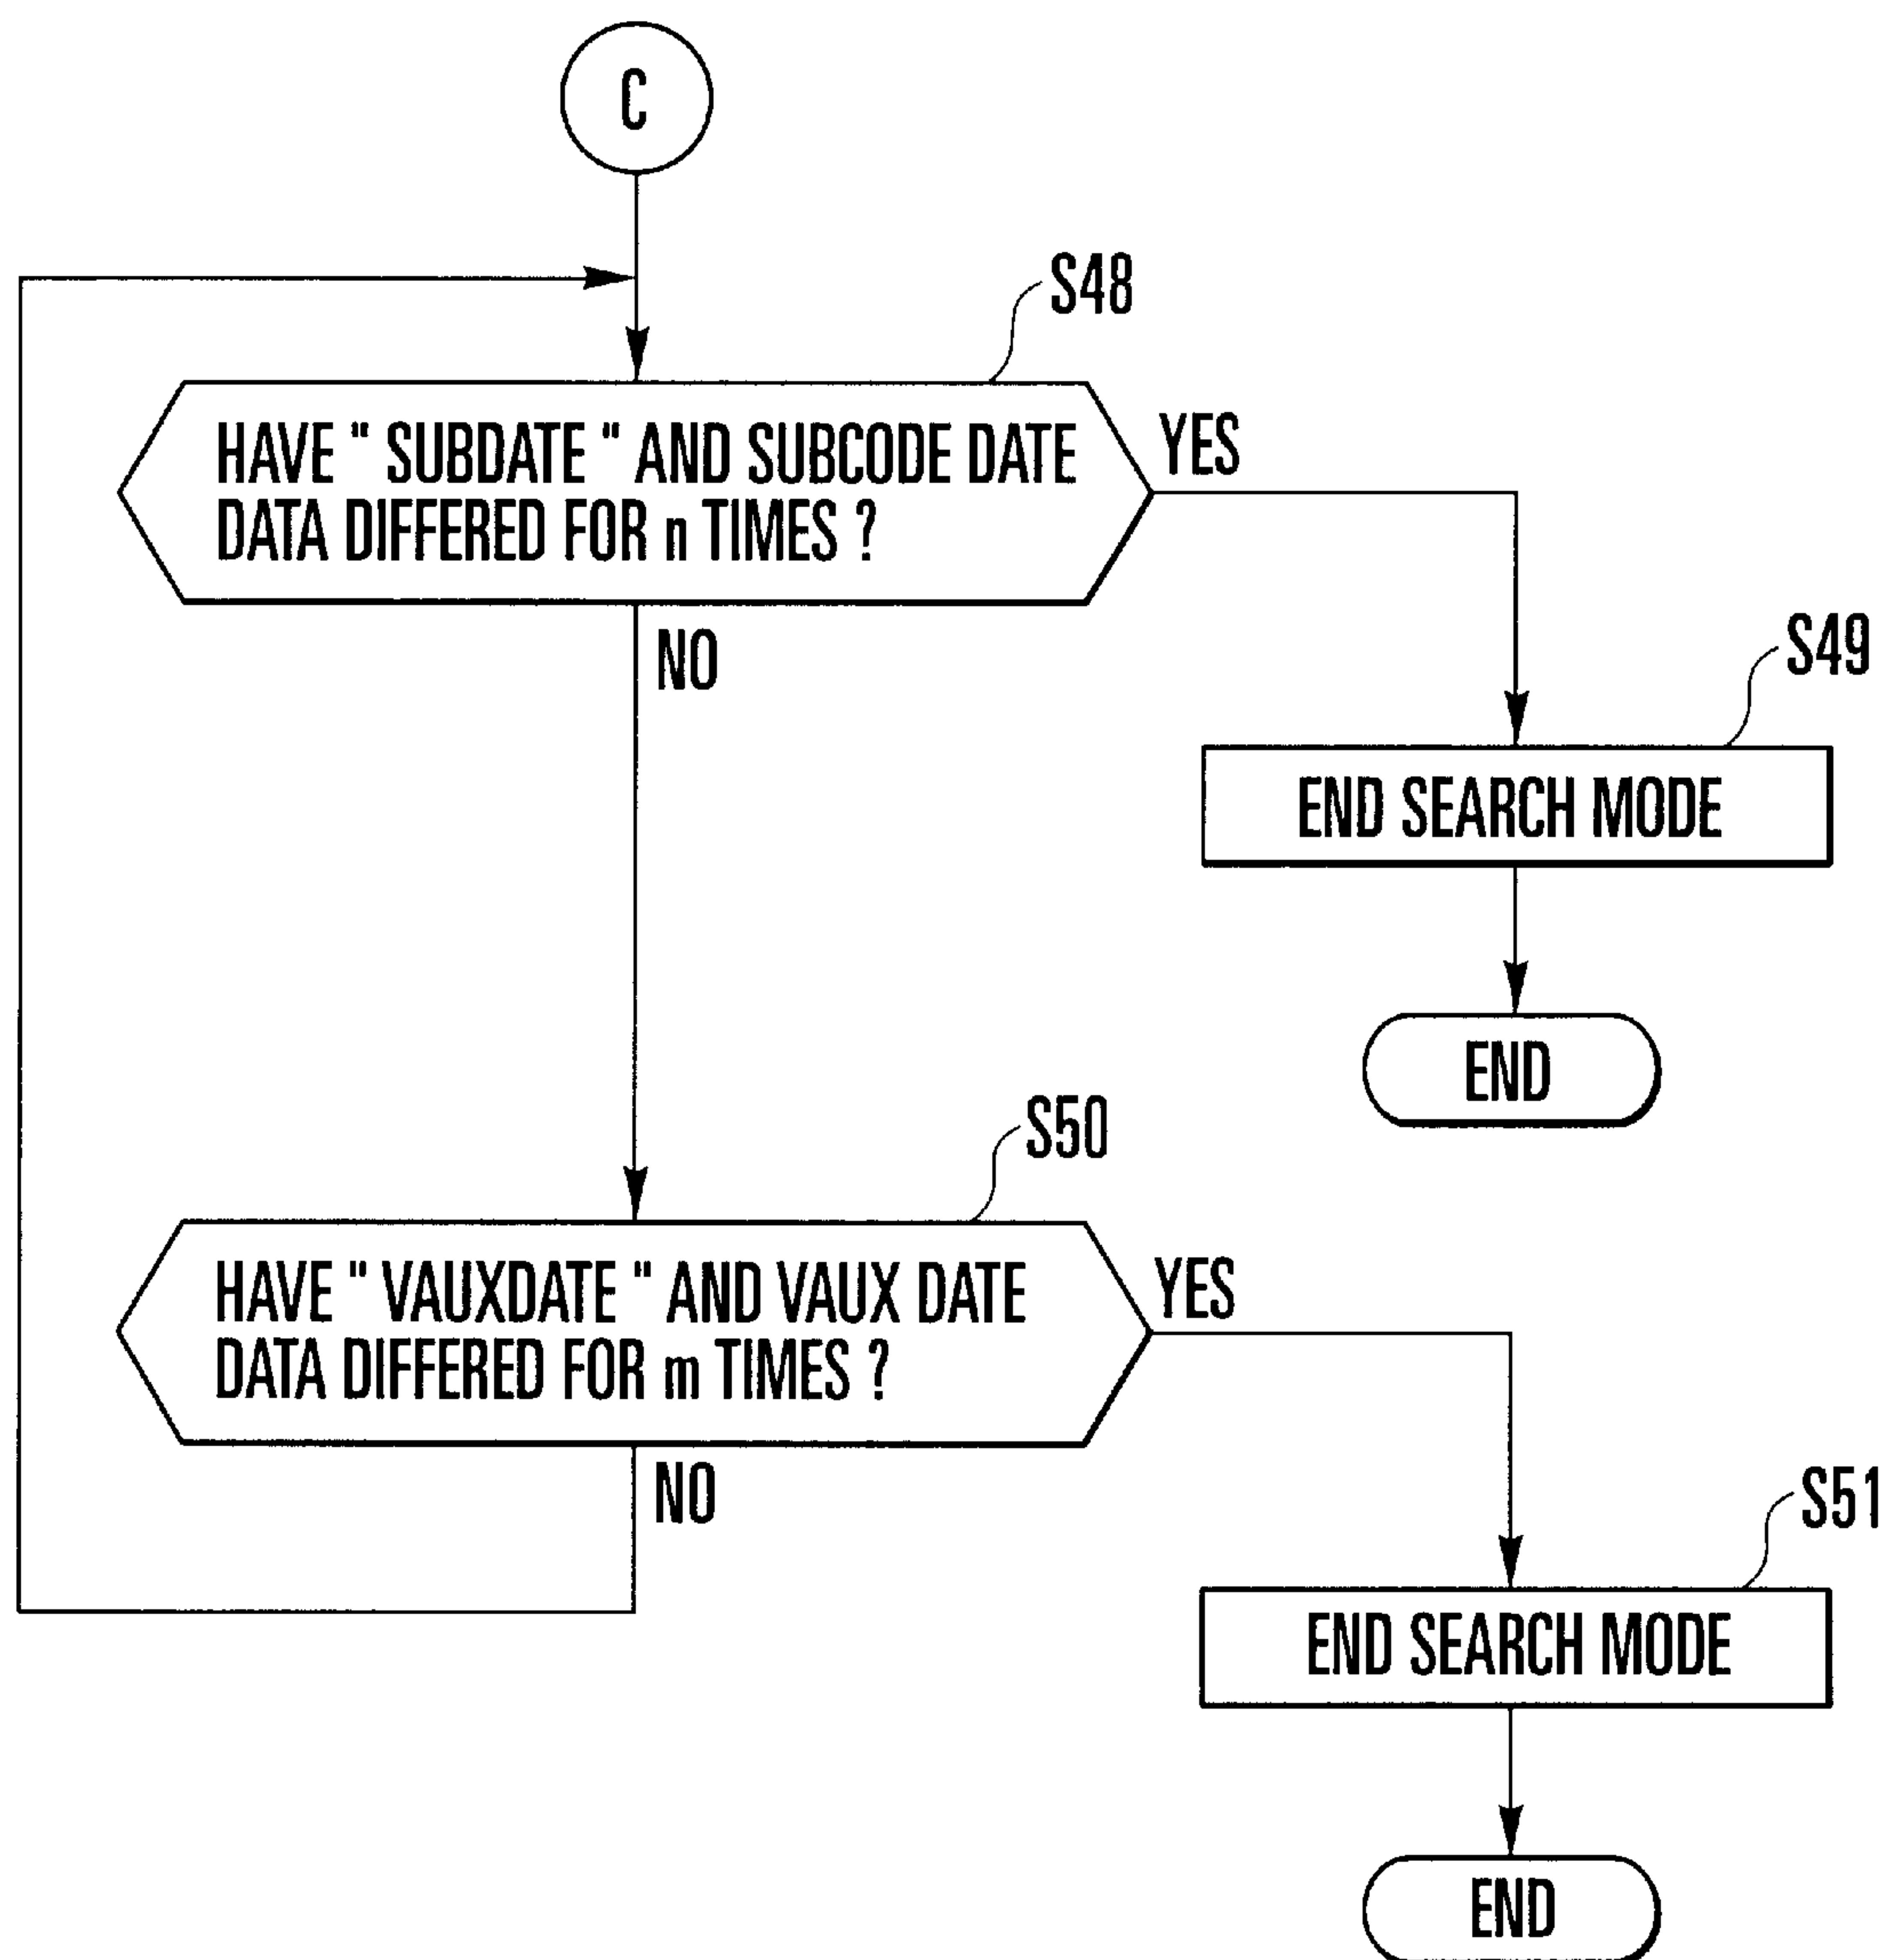 C
S48
HAVE " SUBDATE " AND SUBCODE DATE
DATA DIFFERED FOR n TIMES ?
YES
NO
S49
END SEARCH MODE
END
S50
HAVE " VAUXDATE " AND VAUX DATE
DATA DIFFERED FOR m TIMES ?
YES
NO
S51
END SEARCH MODE
END